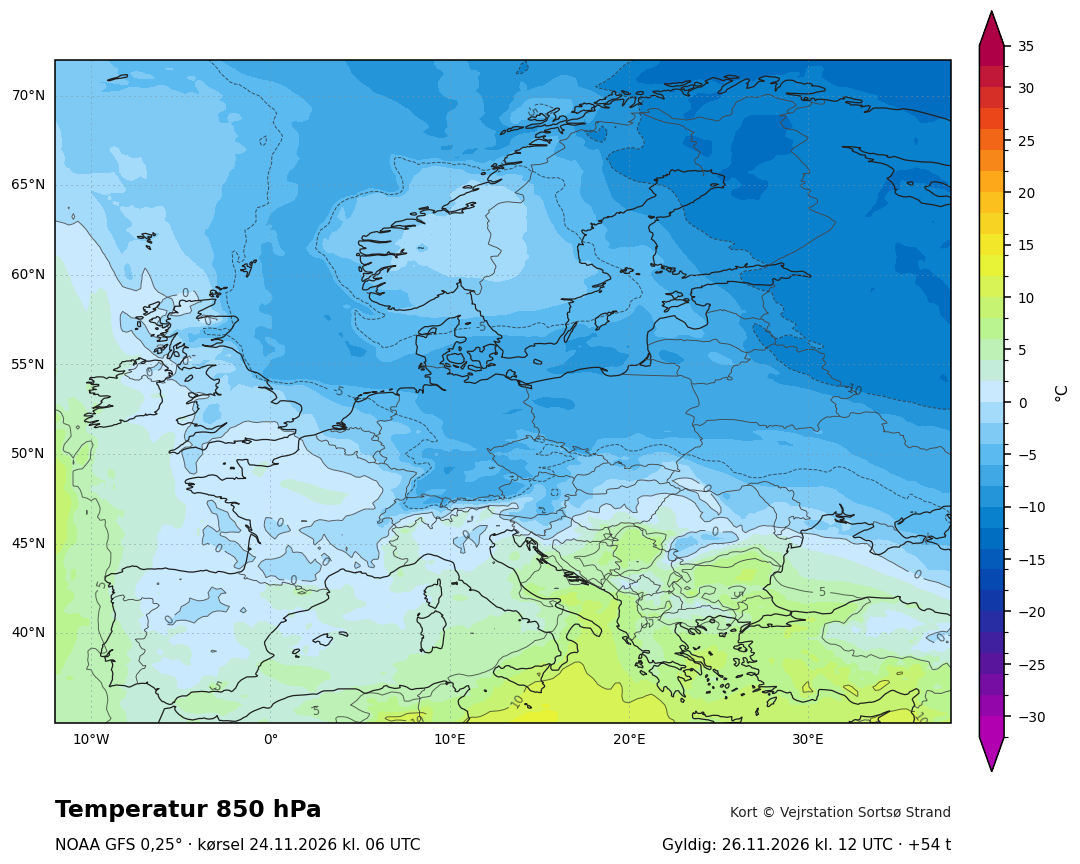 70°N
65°N
60°N
55°N
50°N
45°N
40°N
10°W
0°
10°E
20°E
30°E
35
30
25
20
15
10
5
0
−5
−10
−15
−20
−25
−30
°C
Temperatur 850 hPa
Kort © Vejrstation Sortsø Strand
NOAA GFS 0,25° · kørsel 24.11.2026 kl. 06 UTC
Gyldig: 26.11.2026 kl. 12 UTC · +54 t